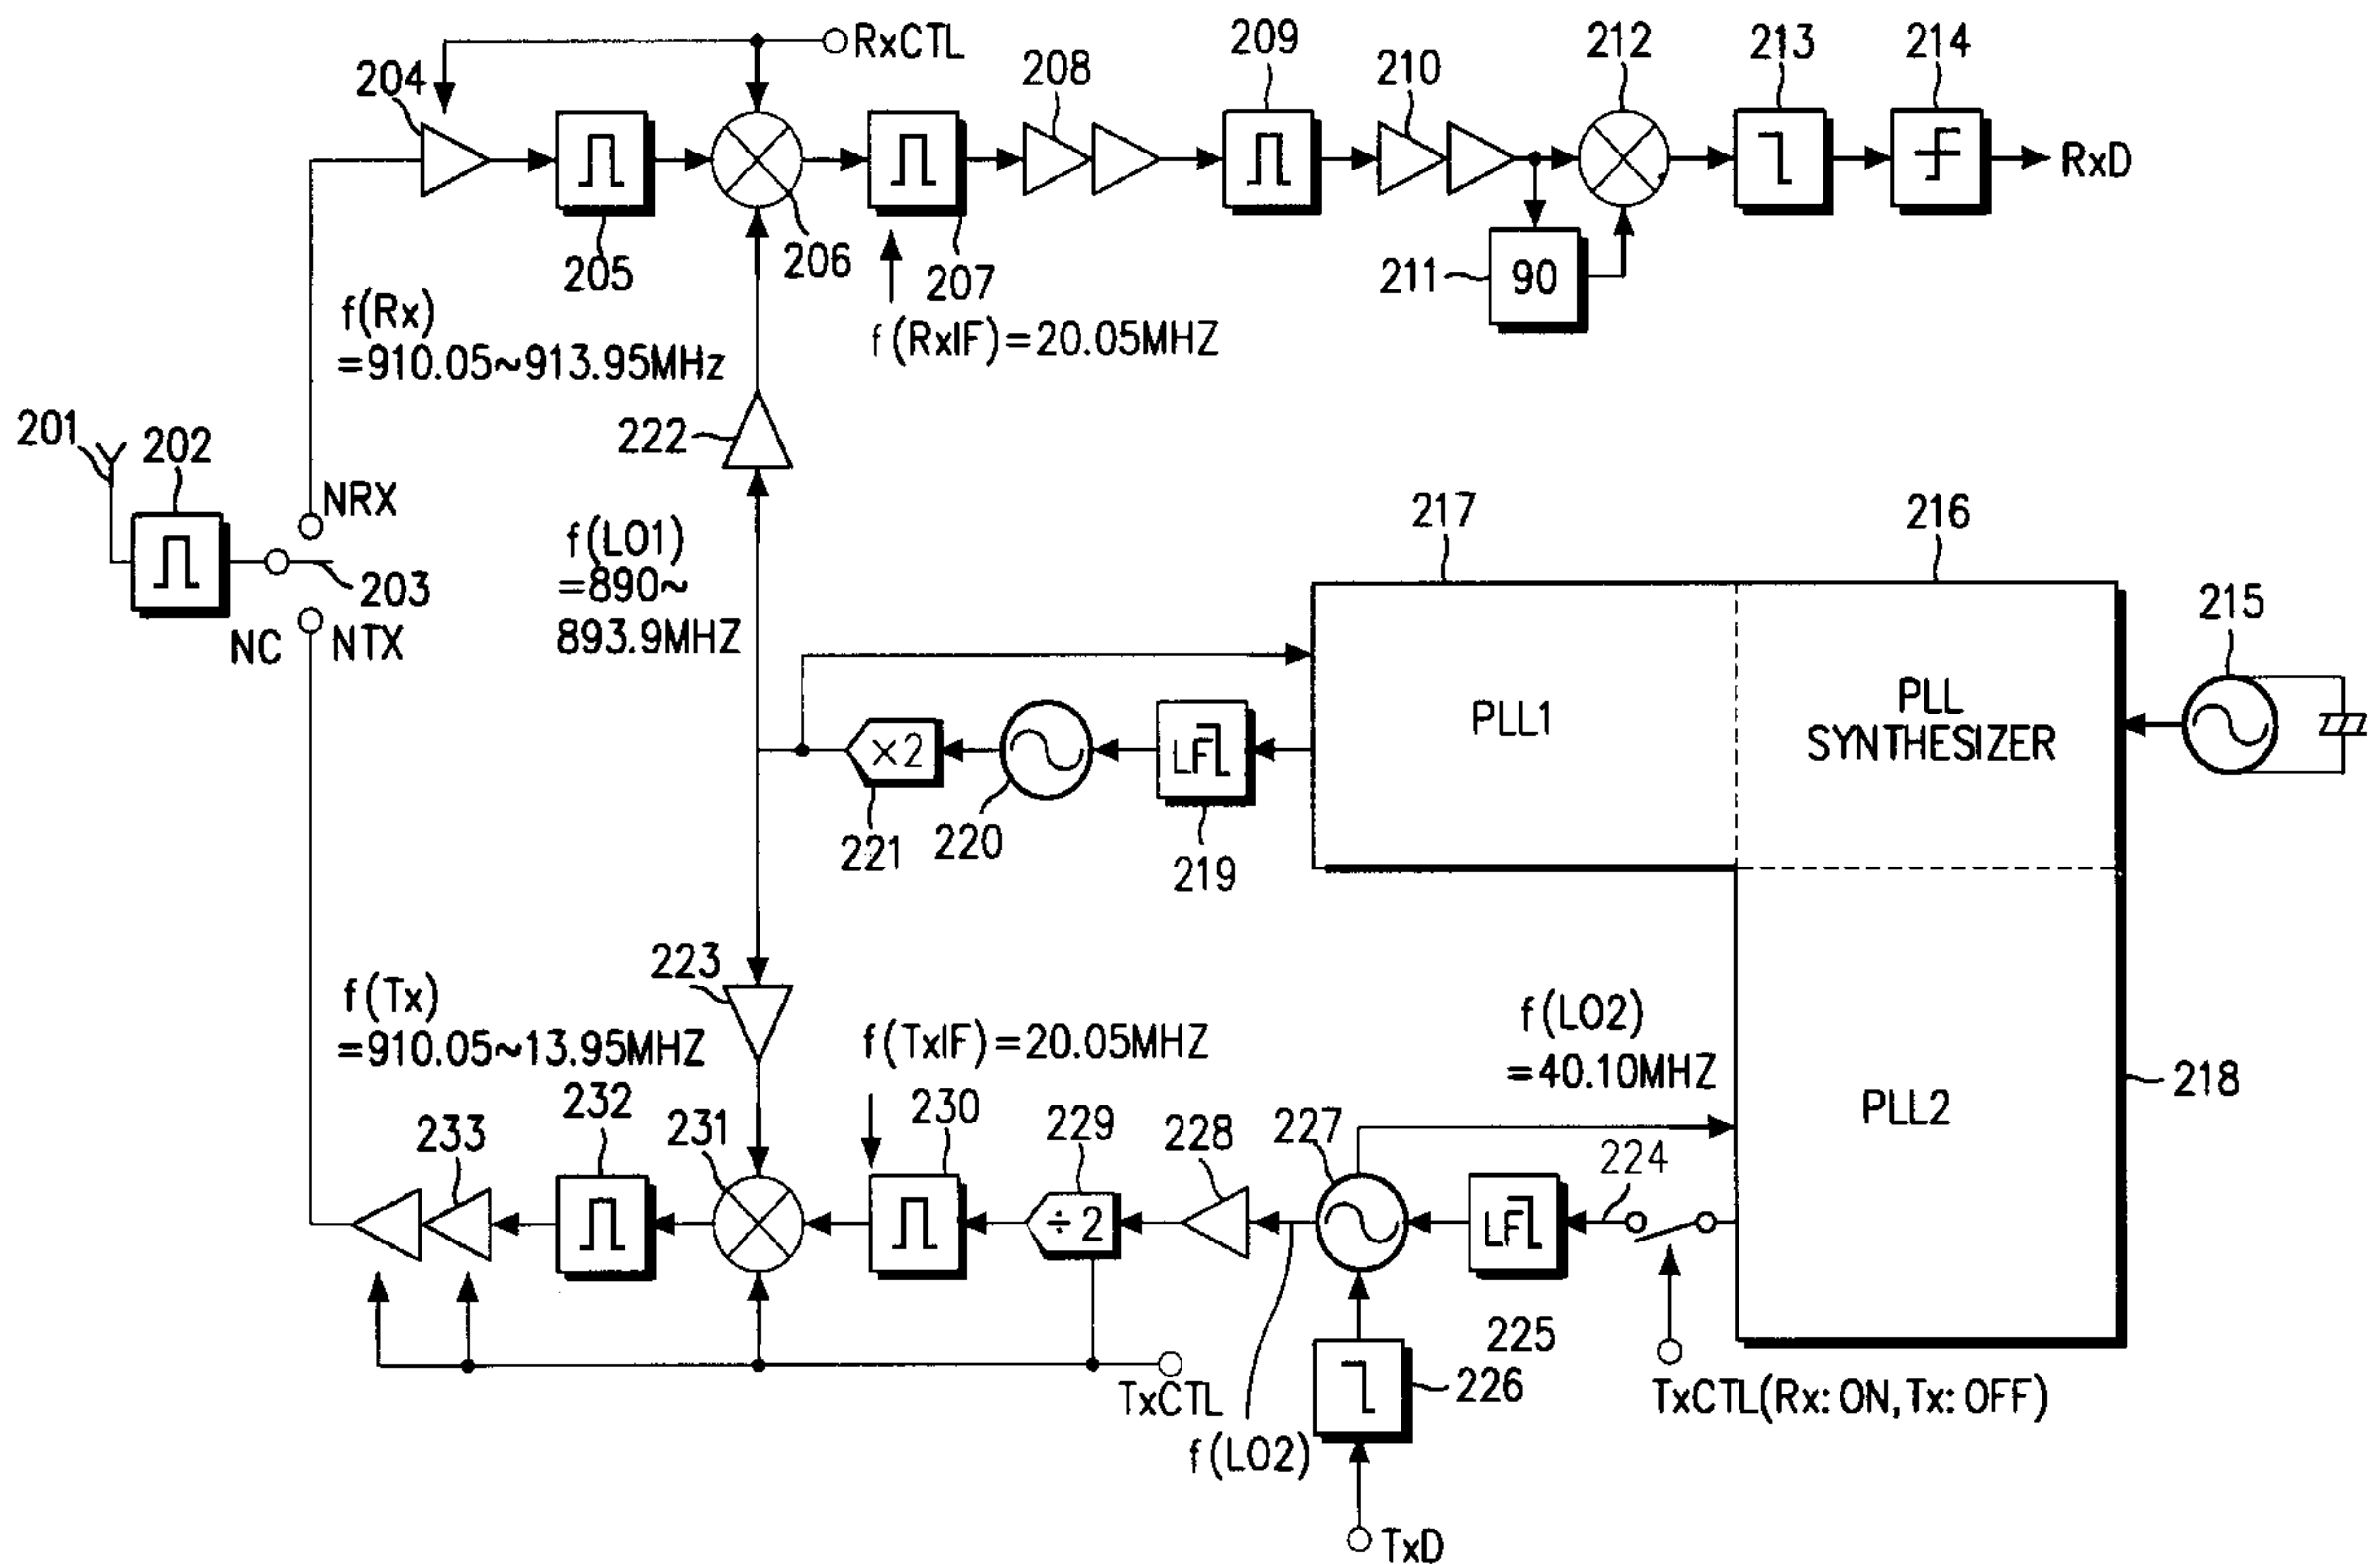 RxCTL
204
208
209
210
212
213
214
RxD
205
206
207
211
90
f(Rx)
=910.05~913.95MHz
f(RxIF)=20.05MHZ
201
202
222
NRX
203
NC
NTX
f(LO1)
=890~
893.9MHZ
217
216
215
PLL1
PLL
SYNTHESIZER
×2
LF
221
220
219
223
f(Tx)
=910.05~13.95MHZ
f(TxIF)=20.05MHZ
f(LO2)
=40.10MHZ
218
PLL2
233
232
231
230
229
228
227
224
÷2
LF
225
226
TxCTL
f(LO2)
TxCTL(Rx:ON,Tx:OFF)
TxD